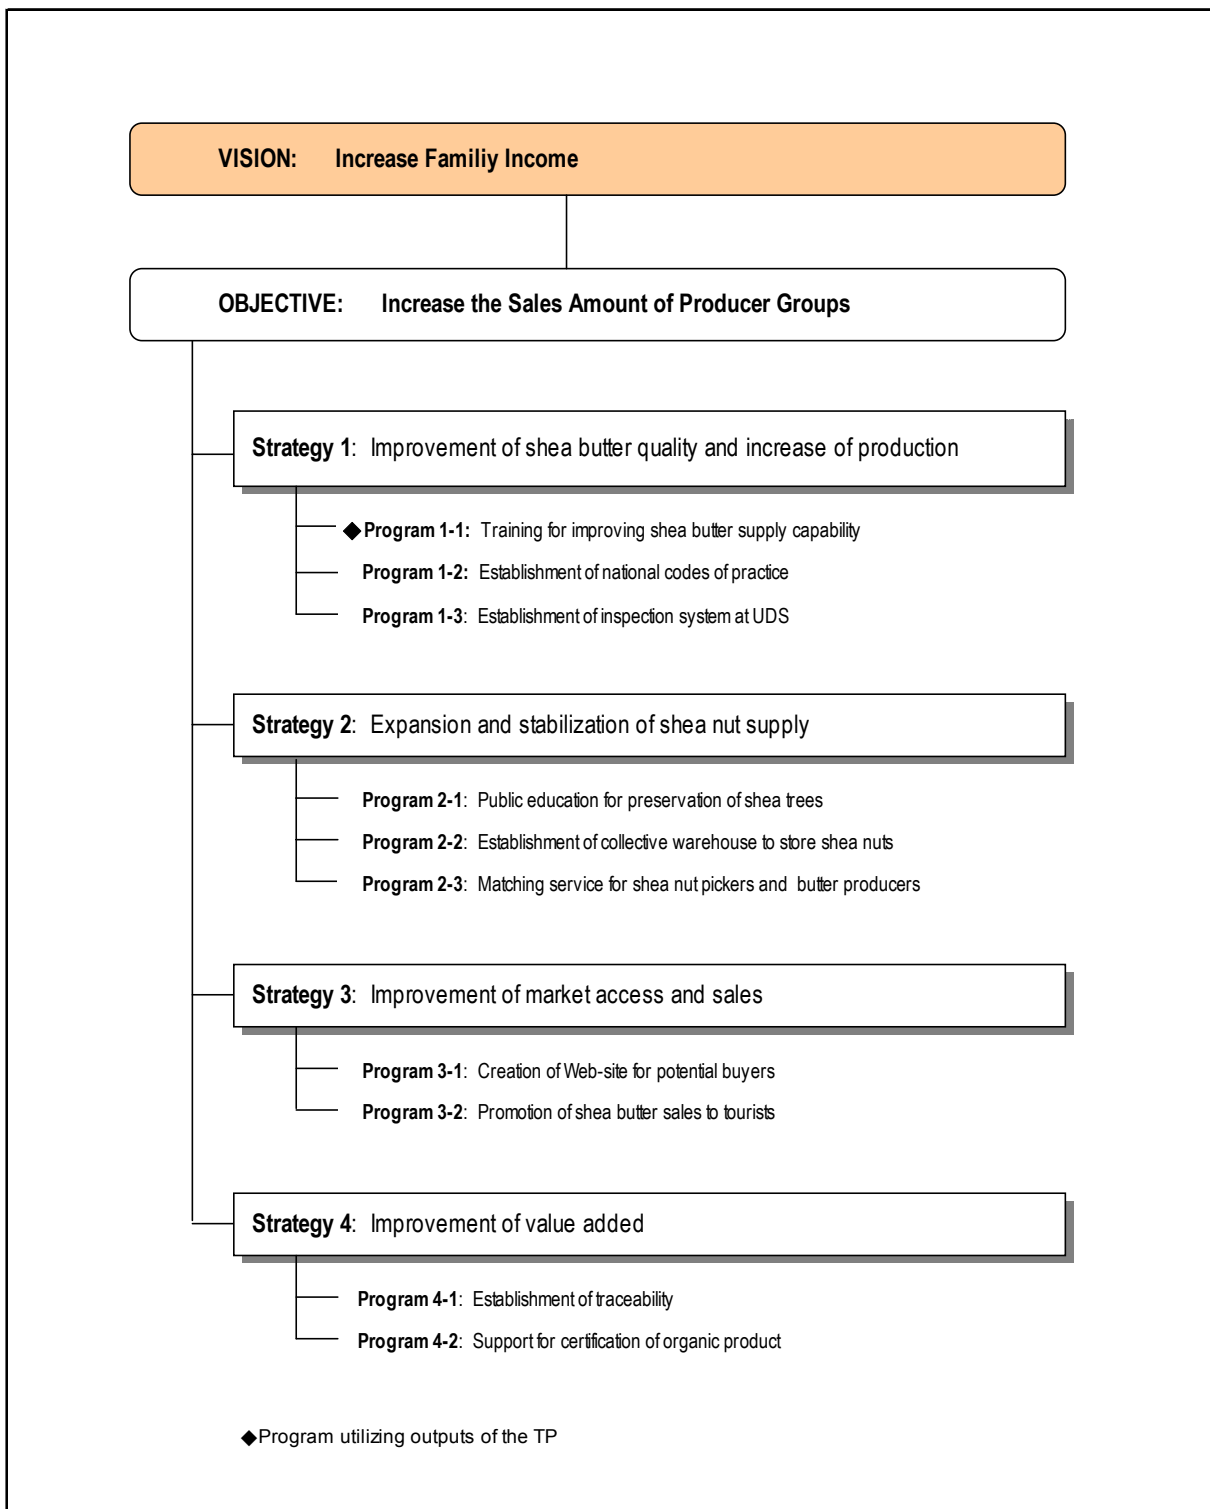 VISION: Increase Familiy Income
OBJECTIVE: Increase the Sales Amount of Producer Groups
Strategy 1: Improvement of shea butter quality and increase of production
◆Program 1-1: Training for improving shea butter supply capability
Program 1-2: Establishment of national codes of practice
Program 1-3: Establishment of inspection system at UDS
Strategy 2: Expansion and stabilization of shea nut supply
Program 2-1: Public education for preservation of shea trees
Program 2-2: Establishment of collective warehouse to store shea nuts
Program 2-3: Matching service for shea nut pickers and butter producers
Strategy 3: Improvement of market access and sales
Program 3-1: Creation of Web-site for potential buyers
Program 3-2: Promotion of shea butter sales to tourists
Strategy 4: Improvement of value added
Program 4-1: Establishment of traceability
Program 4-2: Support for certification of organic product
◆Program utilizing outputs of the TP